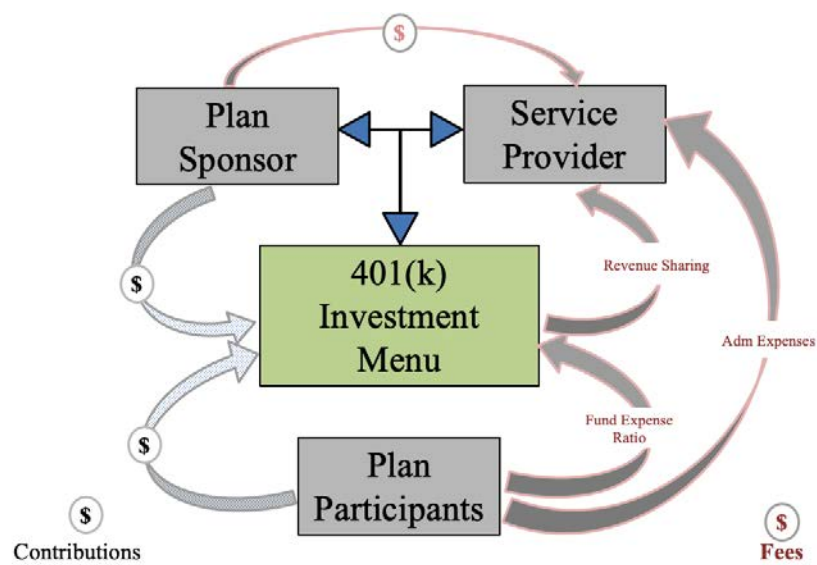 $
Plan
Sponsor
Service
Provider
401(k)
Investment
Menu
$
Revenue Sharing
Adm Expenses
$
Fund Expense
Ratio
Plan
Participants
$
Contributions
$
Fees